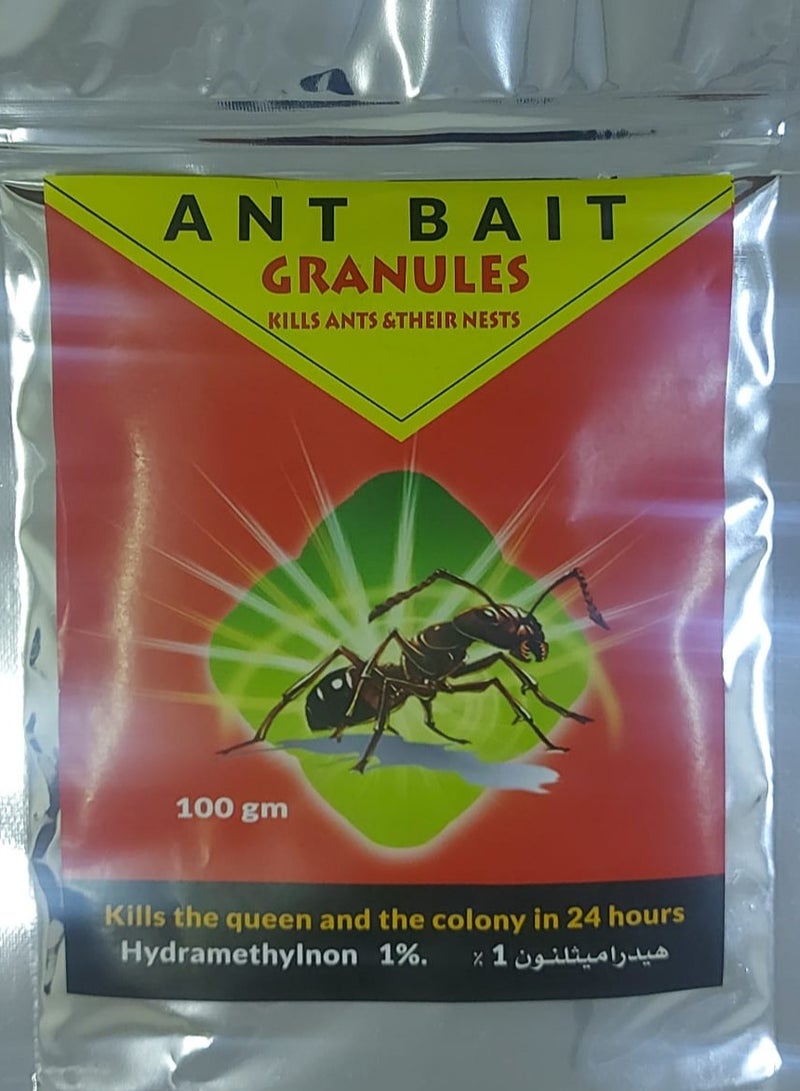 ANT BAIT
GRANULES
KILLS ANTS &THEIR NESTS
100 gm
Kills the queen and the colony in 24 hours
Hydramethylnon 1%. هيدراميثلنون 1 ٪